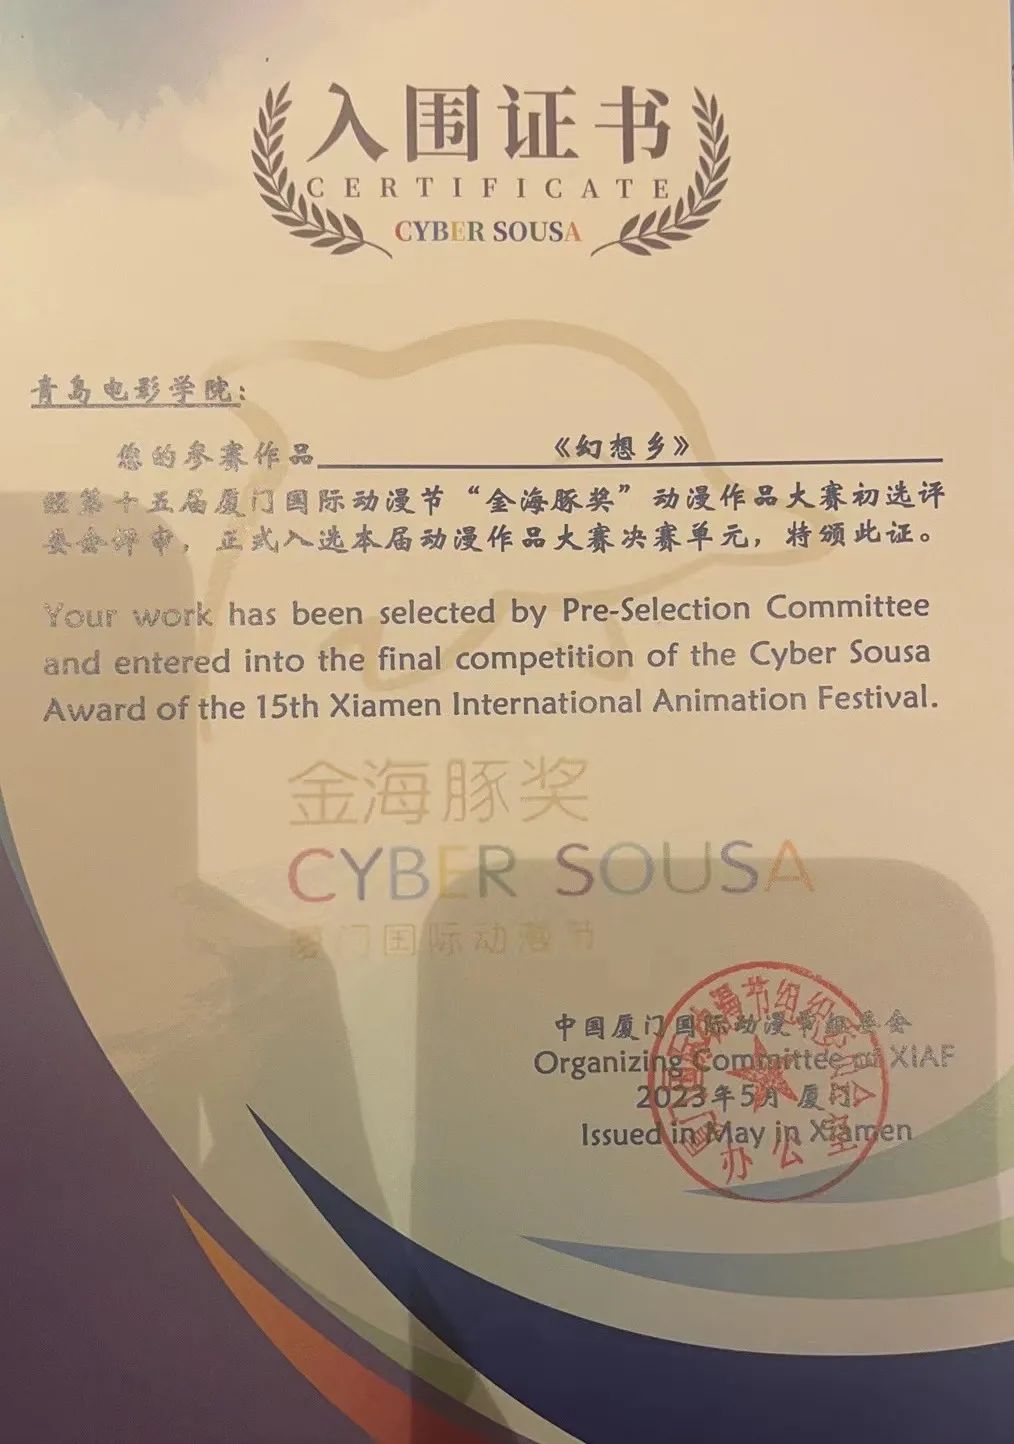 入围证书
CERTIFICATE
CYBER SOUSA
青岛电影学院：
您的参赛作品《幻想乡》
经第十五届厦门国际动漫节“金海豚奖”动漫作品大赛初选评
委会评审，正式入选本届动漫作品大赛决赛单元，特颁此证。
Your work has been selected by Pre-Selection Committee
and entered into the final competition of the Cyber Sousa
Award of the 15th Xiamen International Animation Festival.
金海豚奖
CYBER SOUSA
厦门国际动漫节
中国厦门国际动漫节组委会
Organizing Committee of XIAF
2023年5月 厦门
Issued in May in Xiamen
办公室